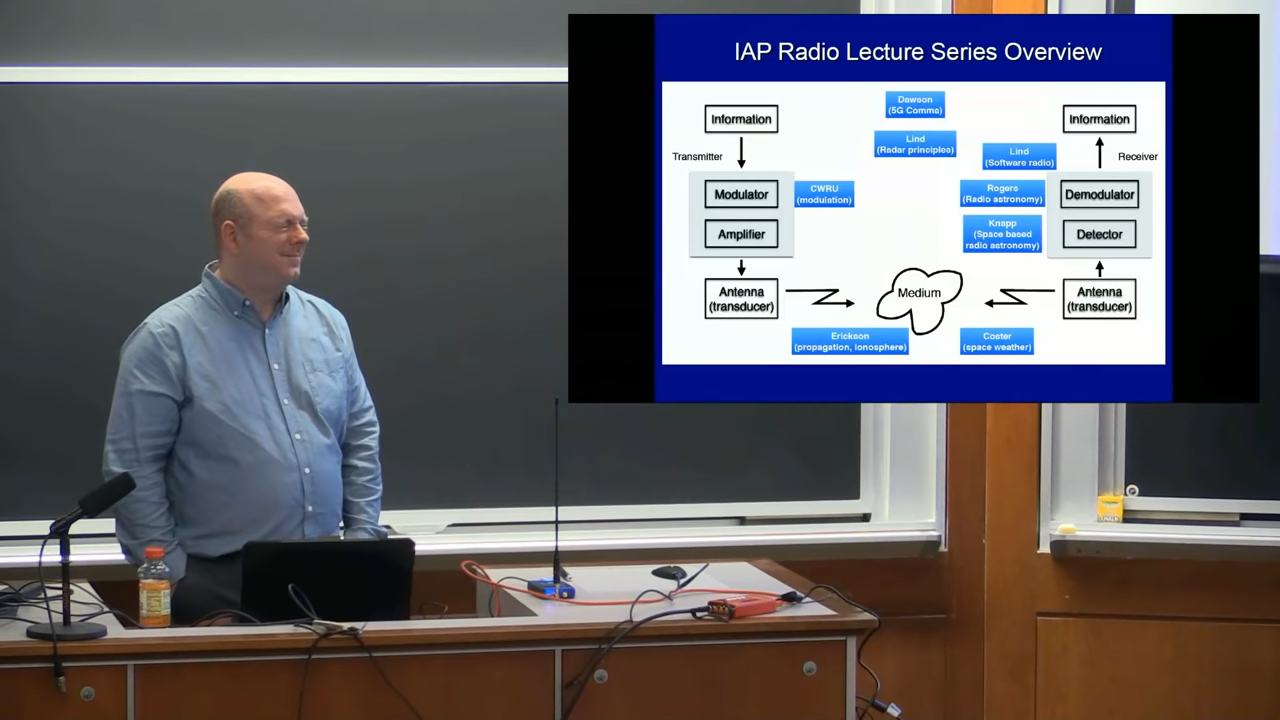 IAP Radio Lecture Series Overview
Dawson
(5G Comms)
Information
Information
Lind
(Radar principles)
Transmitter
Lind
(Software radio)
Receiver
Modulator
CWRU
(modulation)
Rogers
(Radio astronomy)
Demodulator
Amplifier
Knapp
(Space based
radio astronomy)
Detector
Antenna
(transducer)
Medium
Antenna
(transducer)
Erickson
(propagation, ionosphere)
Coster
(space weather)